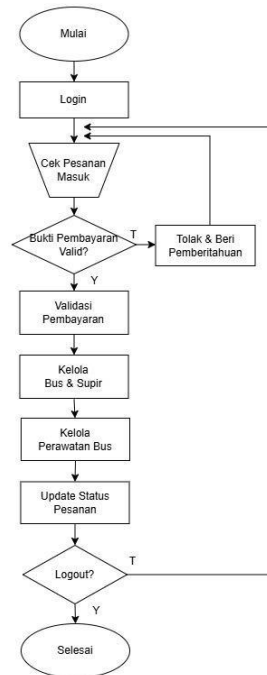 Mulai
Login
Cek Pesanan
Masuk
Bukti Pembayaran
Valid?
T
Tolak & Beri
Pemberitahuan
Y
Validasi
Pembayaran
Kelola
Bus & Supir
Kelola
Perawatan Bus
Update Status
Pesanan
Logout?
T
Y
Selesai